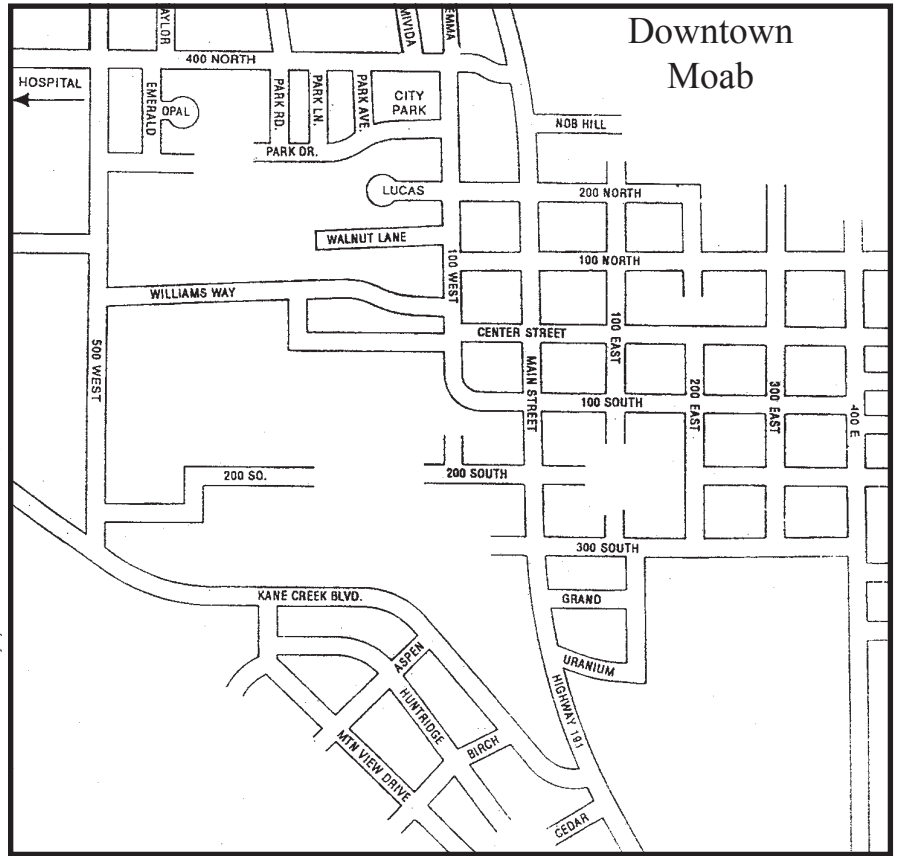 Downtown
Moab
AYLOR
MIVIDA
EMMA
400 NORTH
HOSPITAL
EMERALD
OPAL
PARK RD.
PARK LN.
PARK AVE.
CITY
PARK
NOB HILL
PARK DR.
LUCAS
200 NORTH
WALNUT LANE
100 WEST
100 NORTH
WILLIAMS WAY
CENTER STREET
100 EAST
500 WEST
MAIN STREET
200 EAST
300 EAST
400 E
100 SOUTH
200 SO.
200 SOUTH
300 SOUTH
KANE CREEK BLVD.
GRAND
ASPEN
URANIUM
HUNTRIDGE
HIGHWAY 191
BIRCH
MTN VIEW DRIVE
CEDAR